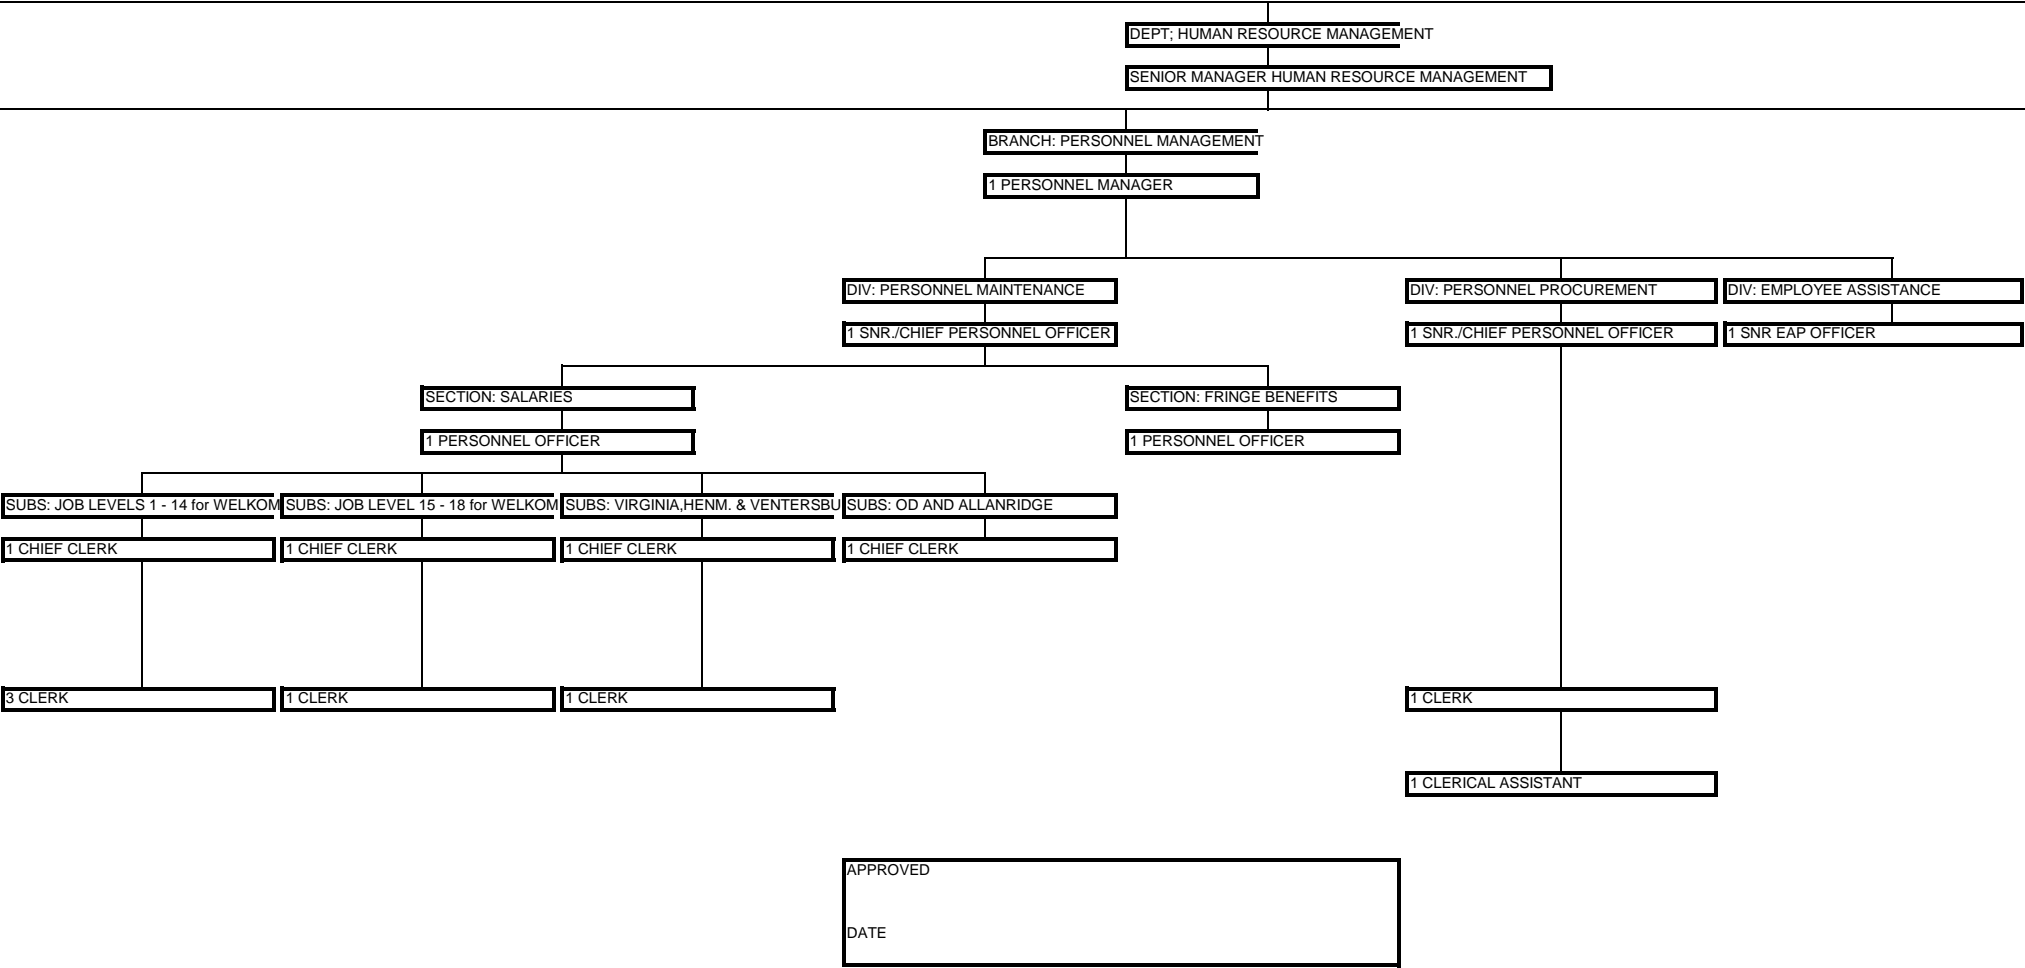 DEPT; HUMAN RESOURCE MANAGEMENT
SENIOR MANAGER HUMAN RESOURCE MANAGEMENT
BRANCH: PERSONNEL MANAGEMENT
1 PERSONNEL MANAGER
DIV: PERSONNEL MAINTENANCE
DIV: PERSONNEL PROCUREMENT
DIV: EMPLOYEE ASSISTANCE
1 SNR./CHIEF PERSONNEL OFFICER
1 SNR./CHIEF PERSONNEL OFFICER
1 SNR EAP OFFICER
SECTION: SALARIES
SECTION: FRINGE BENEFITS
1 PERSONNEL OFFICER
1 PERSONNEL OFFICER
SUBS: JOB LEVELS 1 - 14 for WELKOM
SUBS: JOB LEVEL 15 - 18 for WELKOM
SUBS: VIRGINIA,HENM. & VENTERSBU
SUBS: OD AND ALLANRIDGE
1 CHIEF CLERK
1 CHIEF CLERK
1 CHIEF CLERK
1 CHIEF CLERK
3 CLERK
1 CLERK
1 CLERK
1 CLERK
1 CLERICAL ASSISTANT
APPROVED
DATE